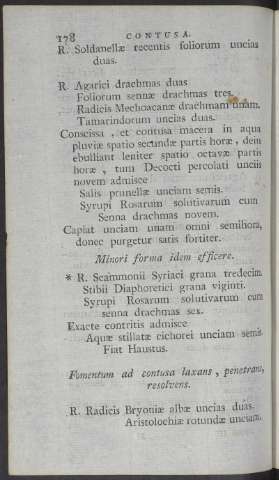 178 CONTUSA.
R. Soldanellæ recentis foliorum uncias
duas.
R Agarici drachmas duas
Foliorum sennæ drachmas tres.
Radicis Mechoacanæ drachmam unam.
Tamarindorum uncias duas.
Conscissa , et contusa macera in aqua
pluviæ spatio secundæ partis horæ , dein
ebulliant leniter spatio octavæ partis
horæ , tum Decocti percolati unciis
novem admisce
Salis prunellæ unciam semis.
Syrupi Rosarum solutivarum cum
Senna drachmas novem.
Capiat unciam unam omni semihora,
donec purgetur satis fortiter.
Minori forma idem efficere.
* R. Scammonii Syriaci grana tredecim
Stibii Diaphoretici grana viginti.
Syrupi Rosarum solutivarum cum
senna drachmas sex.
Exacte contritis admisce
Aquæ stillatæ cichorei unciam semis.
Fiat Haustus.
Fomentum ad contusa laxans , penetrans,
resolvens.
R. Radicis Bryoniæ albæ uncias duas.
Aristolochiæ rotundæ unciam.